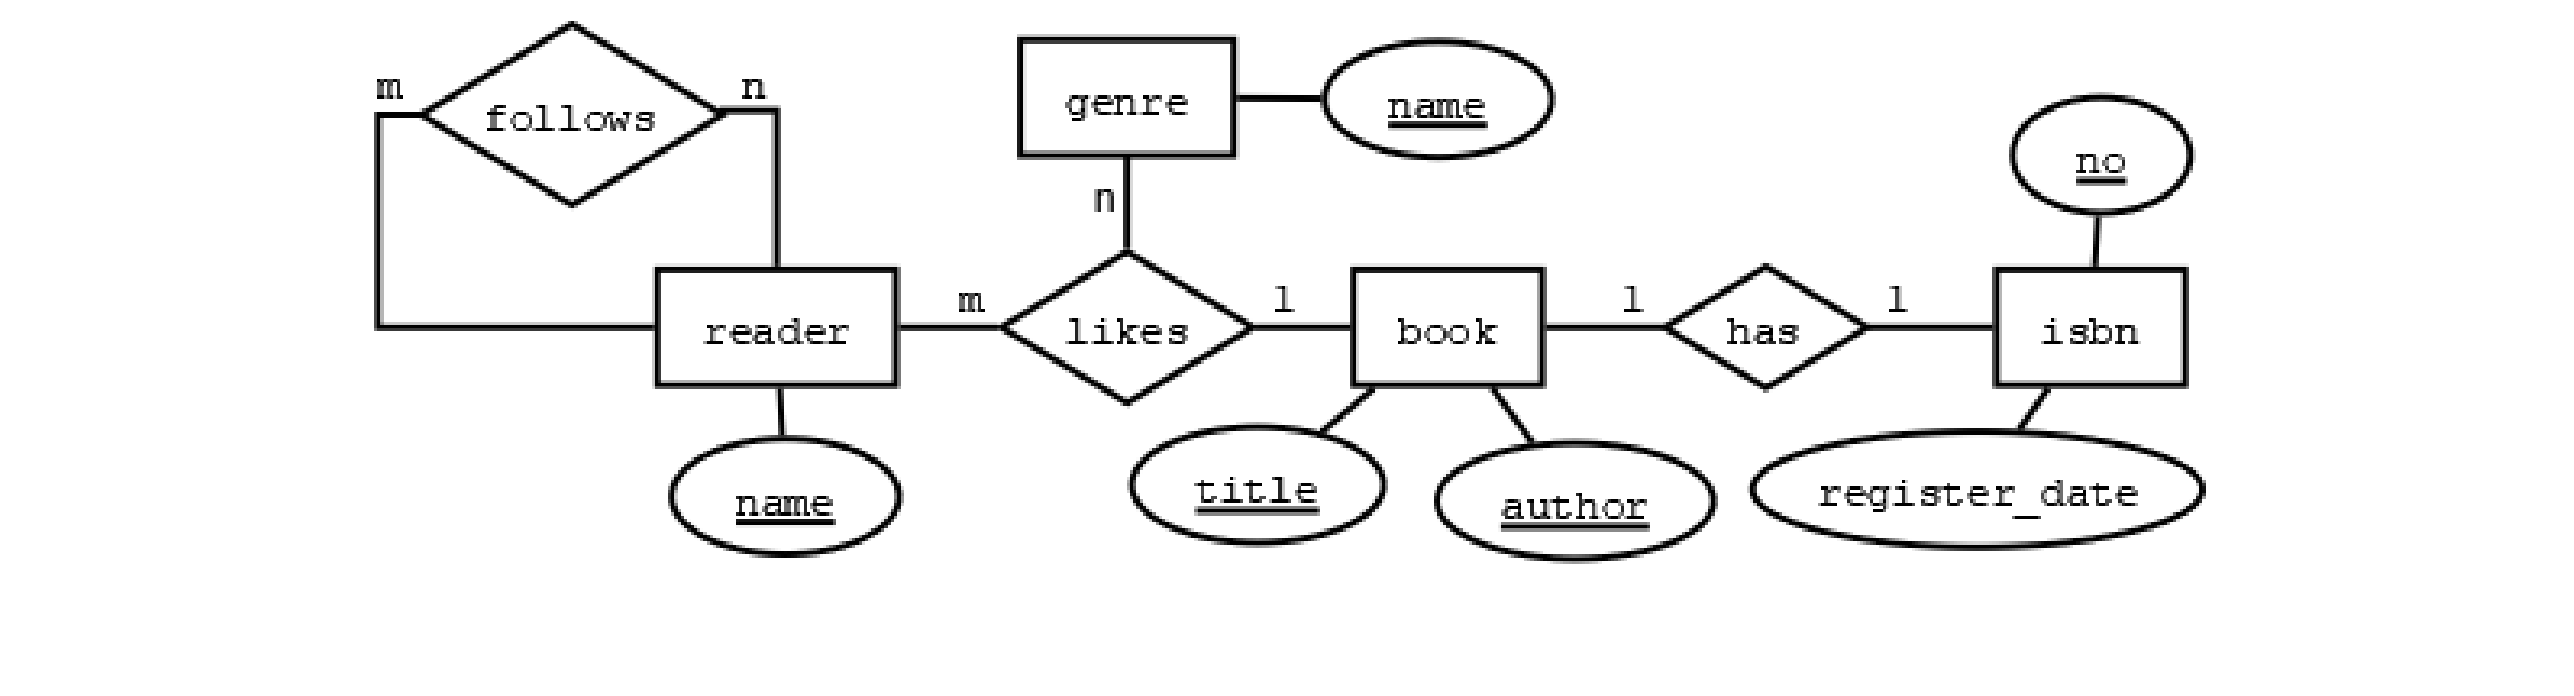 m
n
follows
genre
name
n
no
reader
m
likes
1
book
1
has
1
isbn
name
title
author
register_date